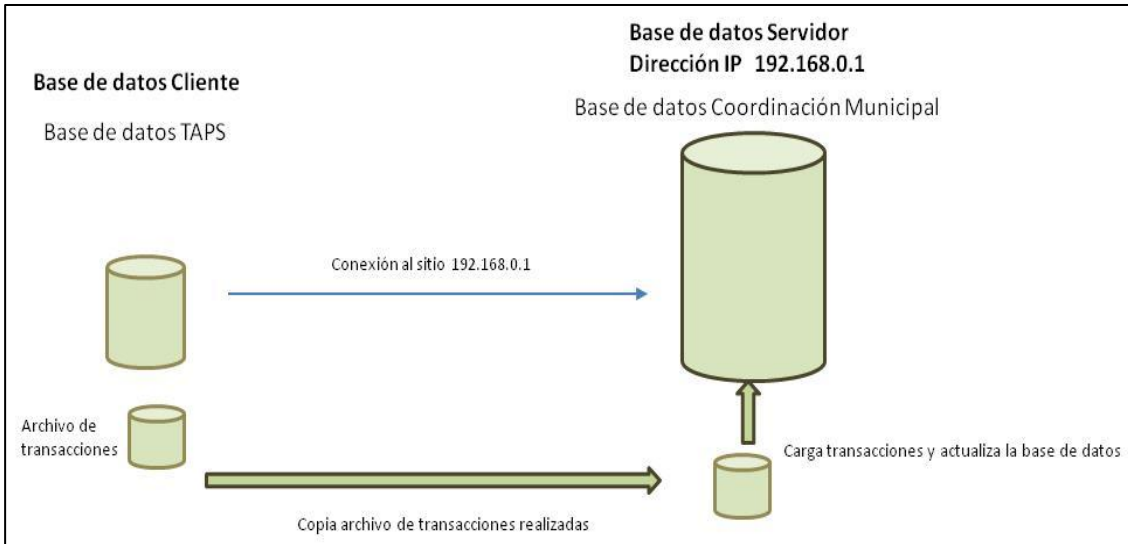 Base de datos Servidor
Dirección IP 192.168.0.1
Base de datos Cliente
Base de datos Coordinación Municipal
Base de datos TAPS
Conexión al sitio 192.168.0.1
Archivo de
transacciones
Carga transacciones y actualiza la base de datos
Copia archivo de transacciones realizadas